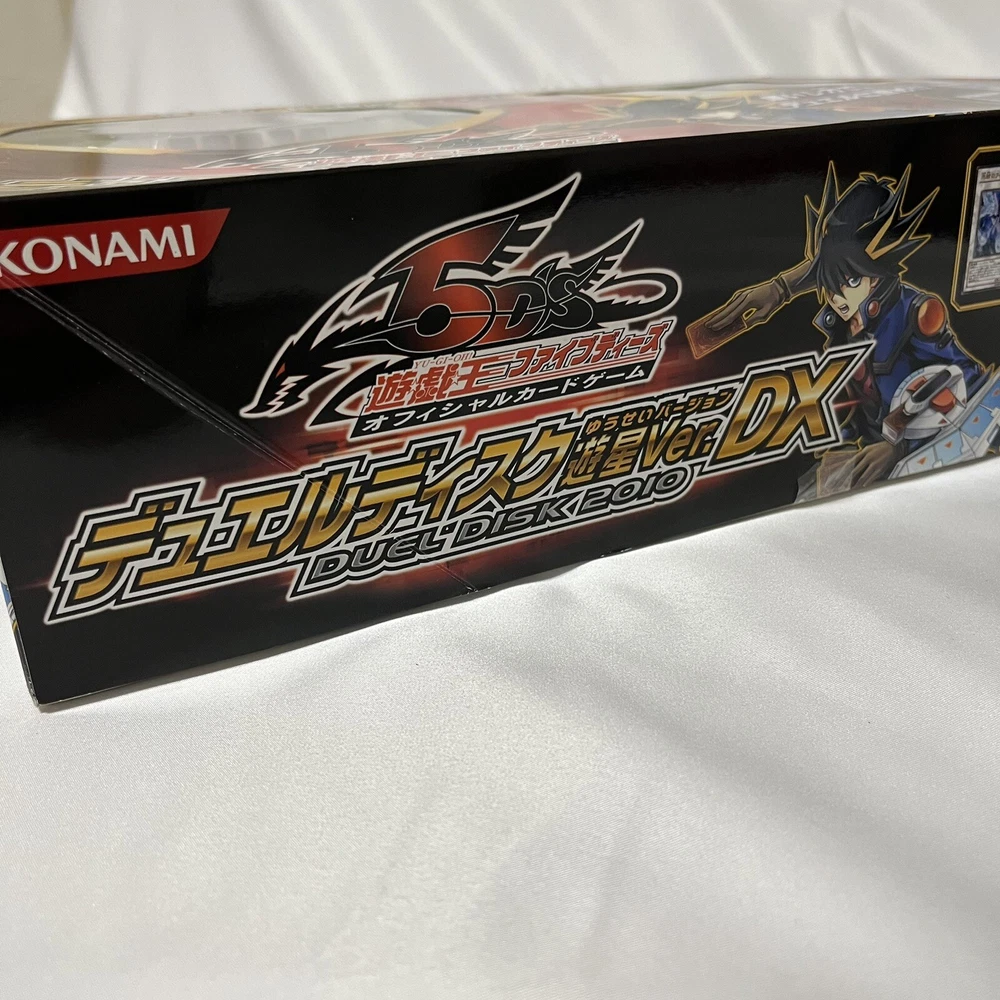 KONAMI
5D'S
YU-GI-OH!
遊戯王ファイブディーズ
オフィシャルカードゲーム
ゆうせいバージョン
デュエルディスク遊星Ver.DX
DUEL DISK 2010